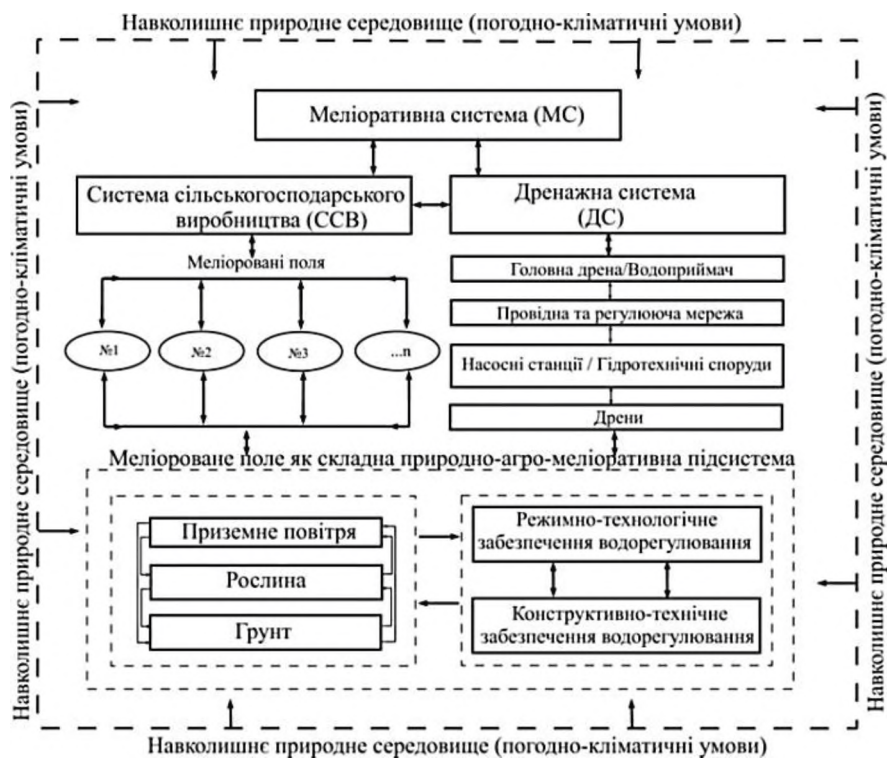 Навколишнє природне середовище (погодно-кліматичні умови)
Навколишнє природне середовище (погодно-кліматичні умови)
Навколишнє природне середовище (погодно-кліматичні умови)
Меліоративна система (МС)
Система сільськогосподарського
виробництва (ССВ)
Дренажна система
(ДС)
Меліоровані поля
Головна дрена/Водоприймач
Провідна та регулююча мережа
№1
№2
№3
...n
Насосні станції / Гідротехнічні споруди
Дрени
Меліороване поле як складна природно-агро-меліоративна підсистема
Приземне повітря
Рослина
Грунт
Режимно-технологічне
забезпечення водорегулювання
Конструктивно-технічне
забезпечення водорегулювання
Навколишнє природне середовище (погодно-кліматичні умови)